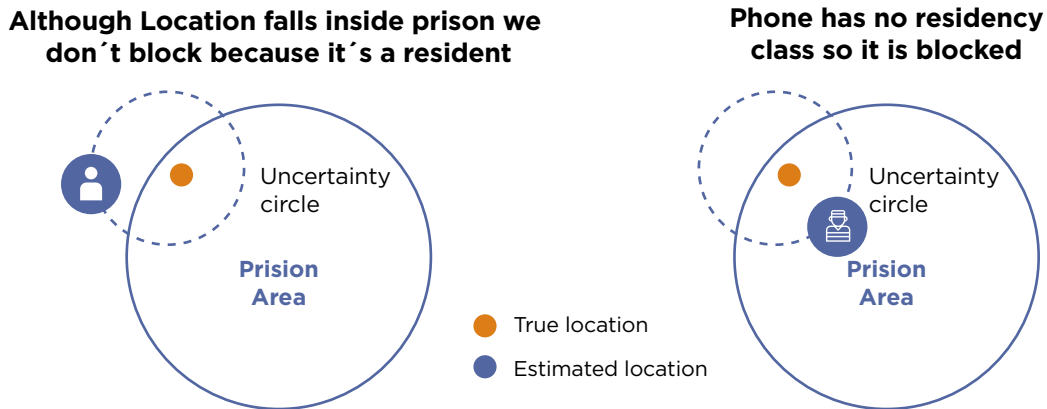 Although Location falls inside prison we
don´t block because it´s a resident
Phone has no residency
class so it is blocked
Uncertainty
circle
Prision
Area
Uncertainty
circle
Prision
Area
True location
Estimated location